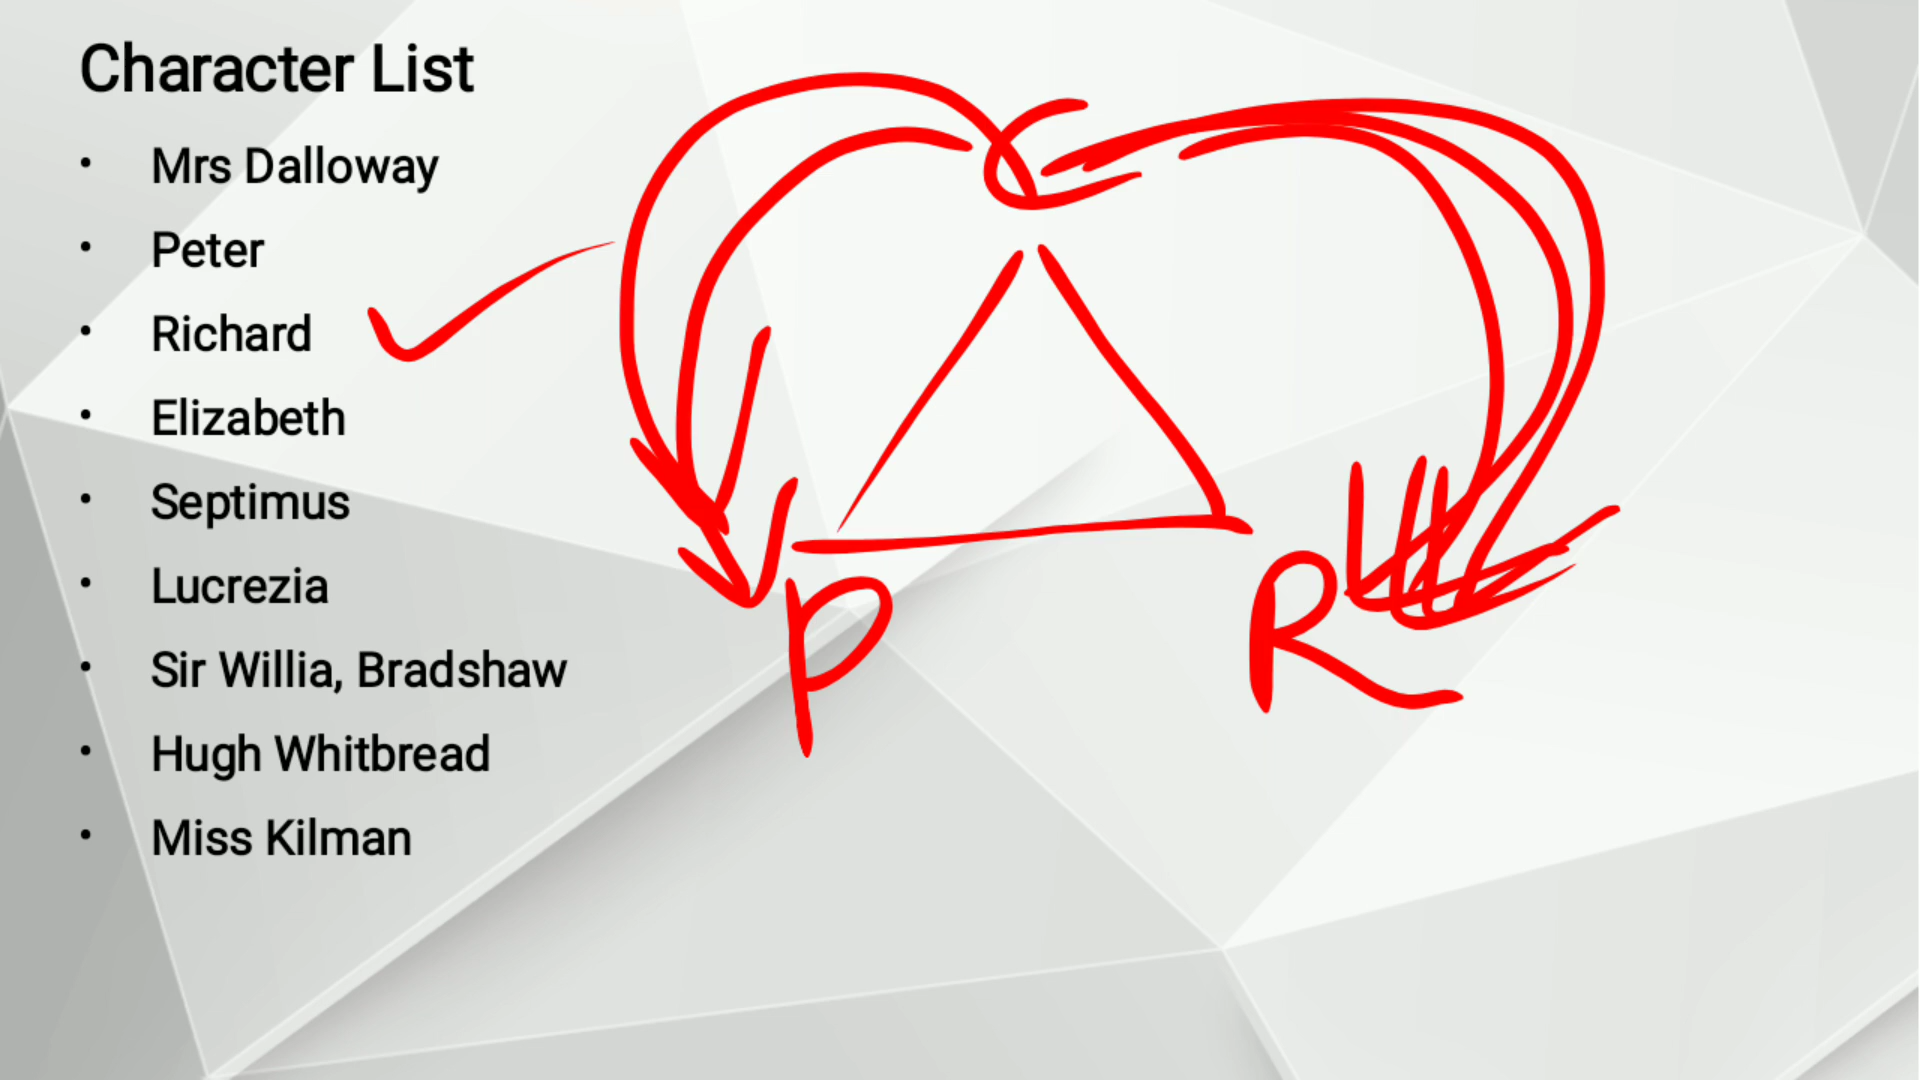 Character List
• Mrs Dalloway
• Peter
• Richard
• Elizabeth
• Septimus
• Lucrezia
• Sir Willia, Bradshaw
• Hugh Whitbread
• Miss Kilman
C
P
R